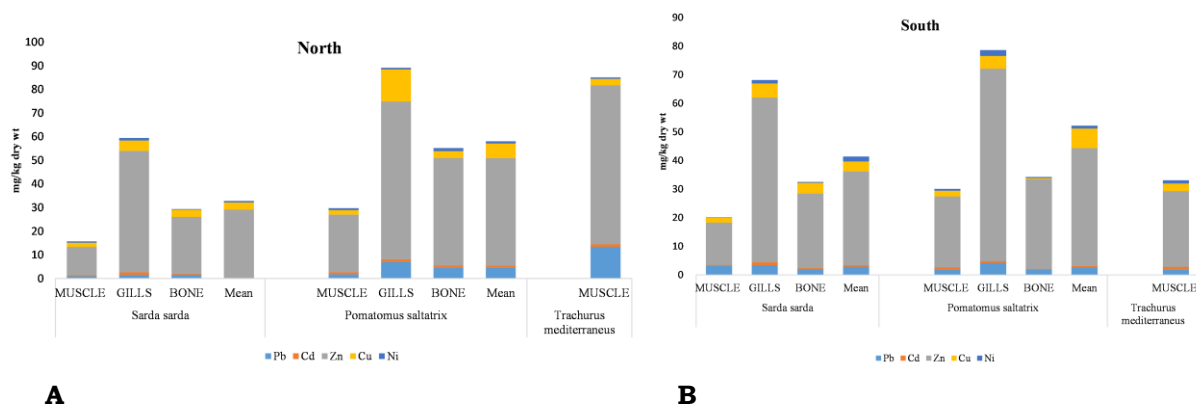 North
mg/kg dry wt
100
90
80
70
60
50
40
30
20
10
0
MUSCLE GILLS BONE Mean MUSCLE GILLS BONE Mean MUSCLE
Sarda sarda Pomatomus saltatrix Trachurus
mediterraneus
Pb Cd Zn Cu Ni
A
South
mg/kg dry wt
90
80
70
60
50
40
30
20
10
0
MUSCLE GILLS BONE Mean MUSCLE GILLS BONE Mean MUSCLE
Sarda sarda Pomatomus saltatrix Trachurus
mediterraneus
Pb Cd Zn Cu Ni
B